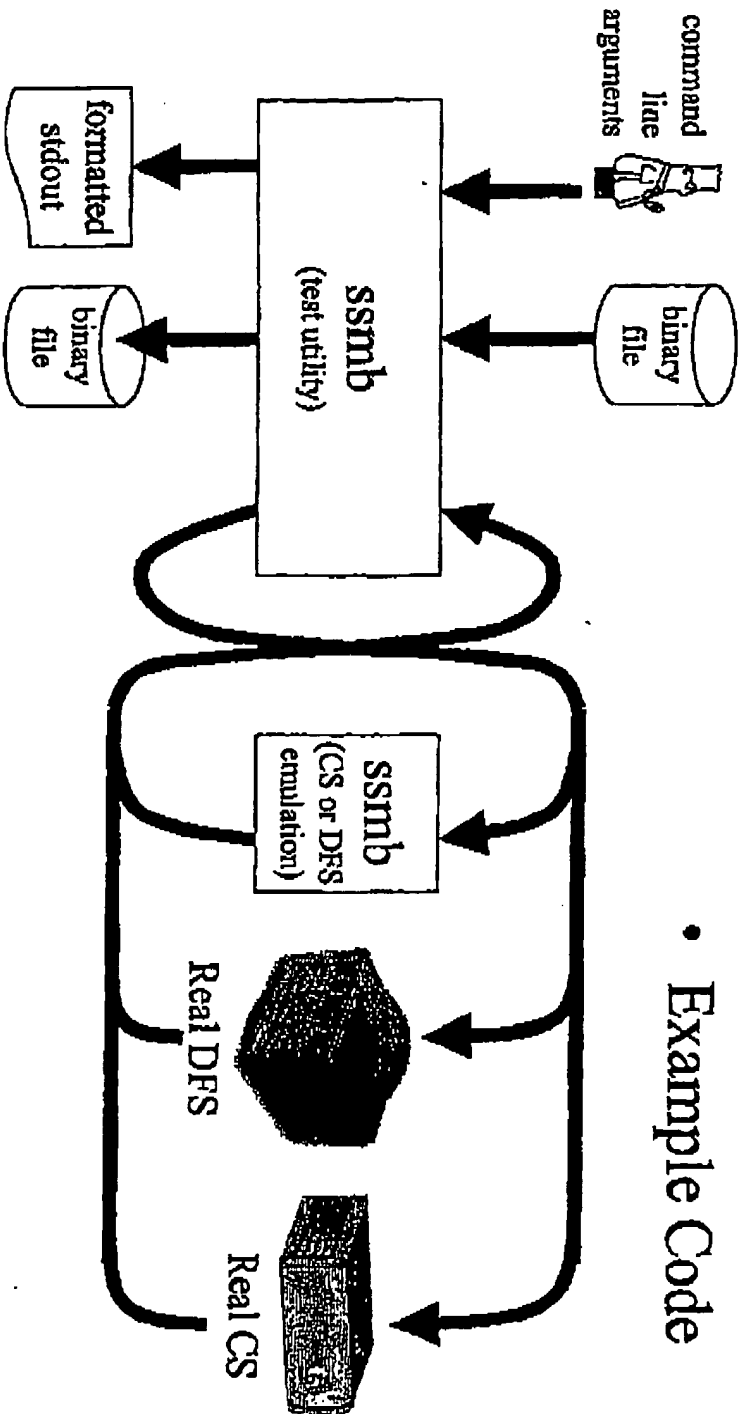 • Example Code
command
line
arguments
binary
file
ssmb
(test utility)
formatted
stdout
binary
file
ssmb
(CS or DFS
emulation)
Real DFS
Real CS